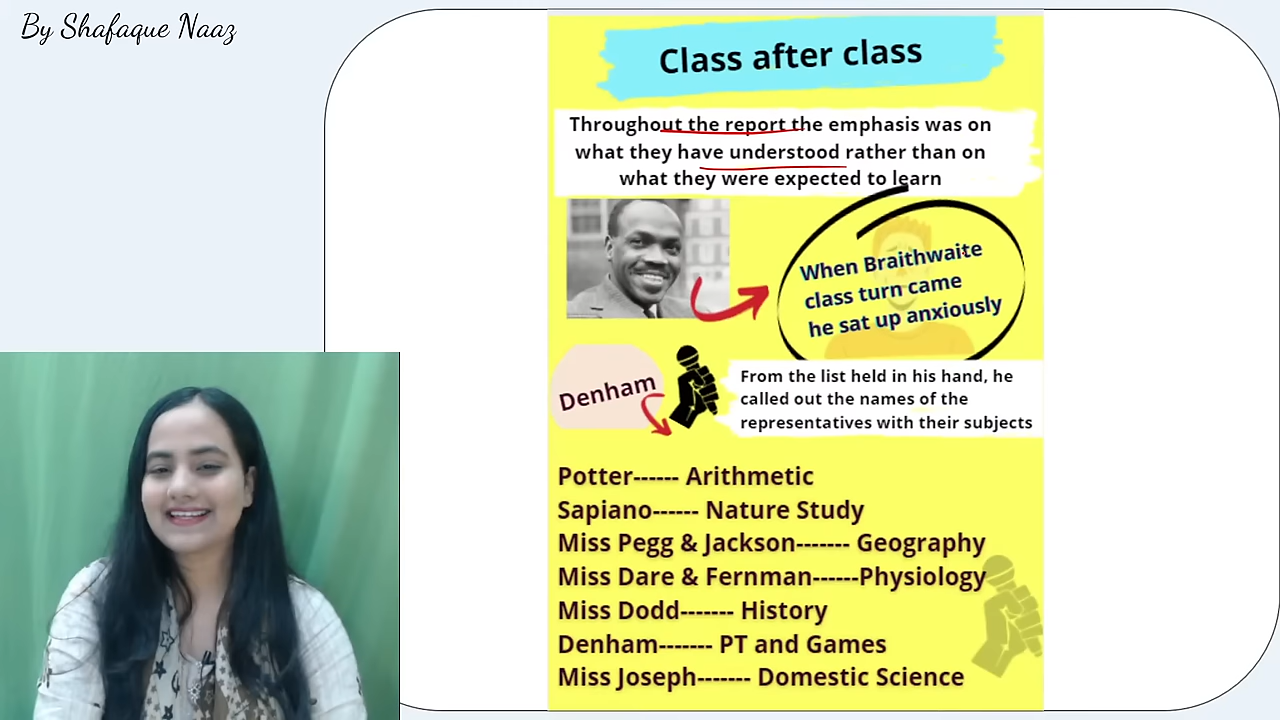 By Shafaque Naaz
Class after class
Throughout the report the emphasis was on
what they have understood rather than on
what they were expected to learn
When Braithwaite
class turn came
he sat up anxiously
Denham
From the list held in his hand, he
called out the names of the
representatives with their subjects
Potter------ Arithmetic
Sapiano------ Nature Study
Miss Pegg & Jackson------- Geography
Miss Dare & Fernman------Physiology
Miss Dodd------- History
Denham------- PT and Games
Miss Joseph------- Domestic Science